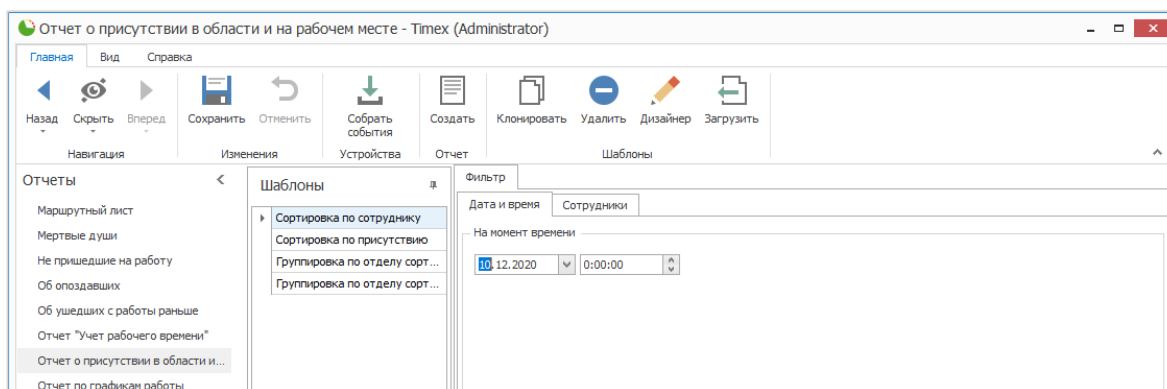 Отчет о присутствии в области и на рабочем месте - Timex (Administrator)
Главная Вид Справка
Назад Скрыть Вперед Сохранить Отменить Собрать события Создать Клонировать Удалить Дизайнер Загрузить
Навигация Изменения Устройства Отчет Шаблоны
Отчеты
Маршрутный лист
Мертвые души
Не пришедшие на работу
Об опоздавших
Об ушедших с работы раньше
Отчет "Учет рабочего времени"
Отчет о присутствии в области и...
Отчет по графикам работы
Шаблоны
Сортировка по сотруднику
Сортировка по присутствию
Группировка по отделу сорт...
Группировка по отделу сорт...
Фильтр
Дата и время Сотрудники
На момент времени
10.12.2020 0:00:00